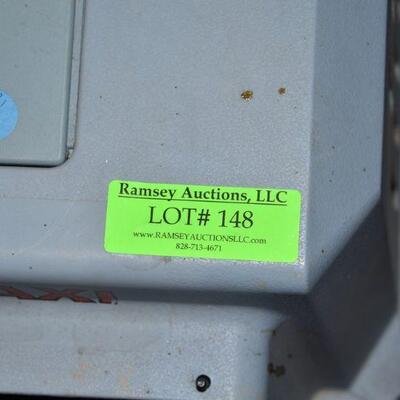 Ramsey Auctions, LLC
LOT# 148
WWW.RAMSEYAUCTIONSLLC.com
828-713-4671